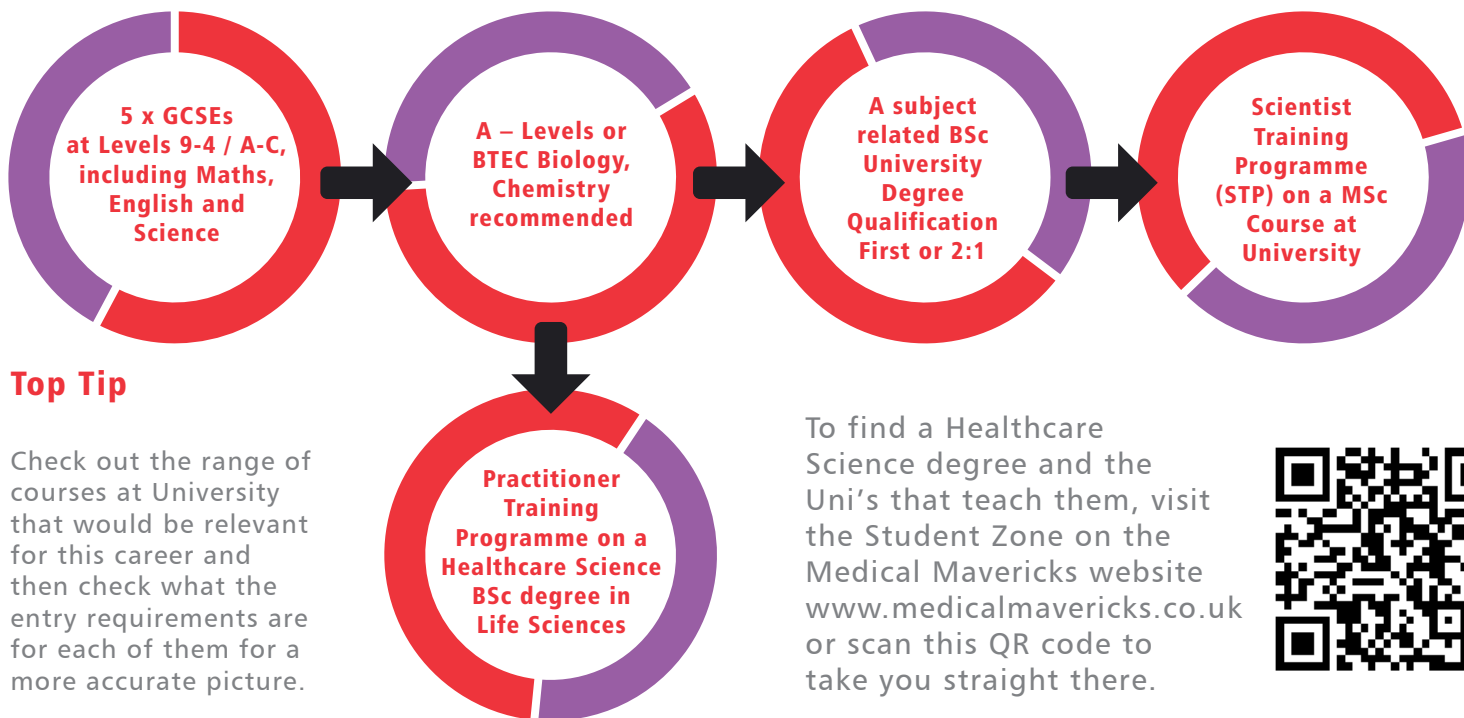 5 x GCSEs
at Levels 9-4 / A-C,
including Maths,
English and
Science
A – Levels or
BTEC Biology,
Chemistry
recommended
A subject
related BSc
University
Degree
Qualification
First or 2:1
Scientist
Training
Programme
(STP) on a MSc
Course at
University
Practitioner
Training
Programme on a
Healthcare Science
BSc degree in
Life Sciences
Top Tip
Check out the range of
courses at University
that would be relevant
for this career and
then check what the
entry requirements are
for each of them for a
more accurate picture.
To find a Healthcare
Science degree and the
Uni's that teach them, visit
the Student Zone on the
Medical Mavericks website
www.medicalmavericks.co.uk
or scan this QR code to
take you straight there.